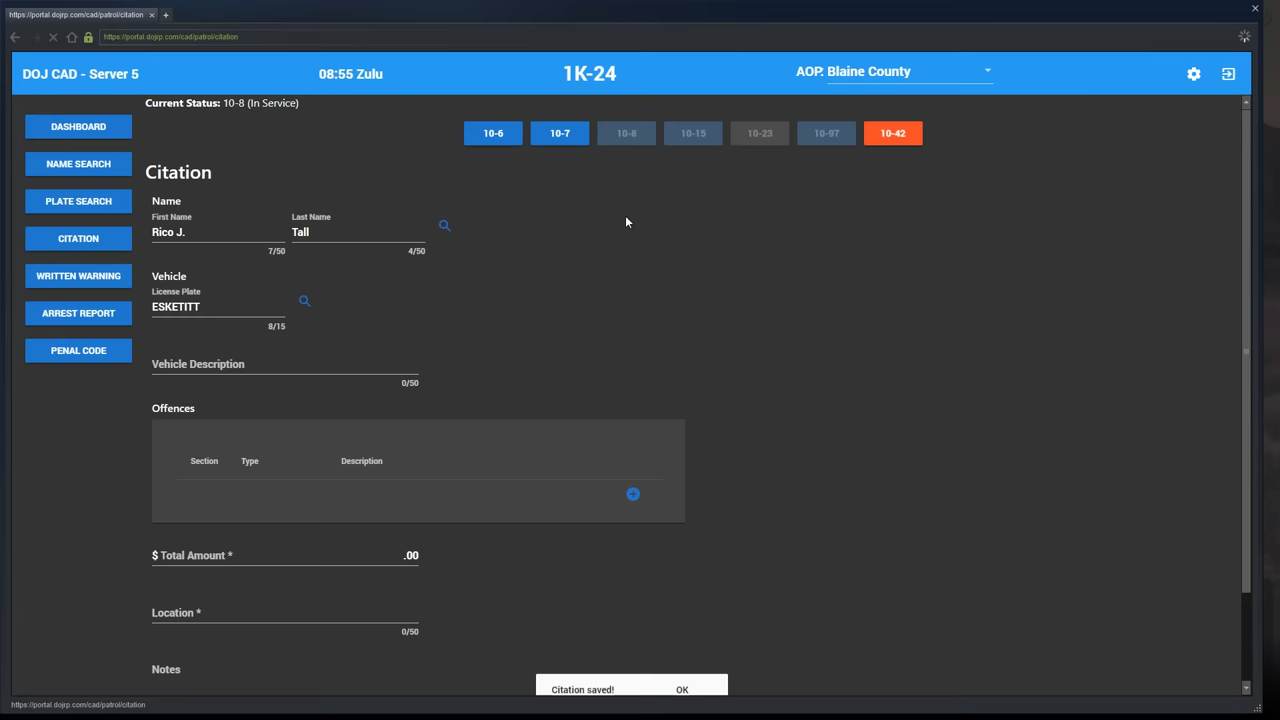 https://portal.dojrp.com/cad/patrol/citation
https://portal.dojrp.com/cad/patrol/citation
DOJ CAD - Server 5
08:55 Zulu
1K-24
AOP: Blaine County
Current Status: 10-8 (In Service)
DASHBOARD
NAME SEARCH
PLATE SEARCH
CITATION
WRITTEN WARNING
ARREST REPORT
PENAL CODE
10-6 10-7 10-8 10-15 10-23 10-97 10-42
Citation
Name
First Name Last Name
Rico J. Tall
7/50 4/50
Vehicle
License Plate
ESKETITT
8/15
Vehicle Description
0/50
Offences
Section Type Description
$ Total Amount * .00
Location *
0/50
Notes
Citation saved! OK
https://portal.dojrp.com/cad/patrol/citation